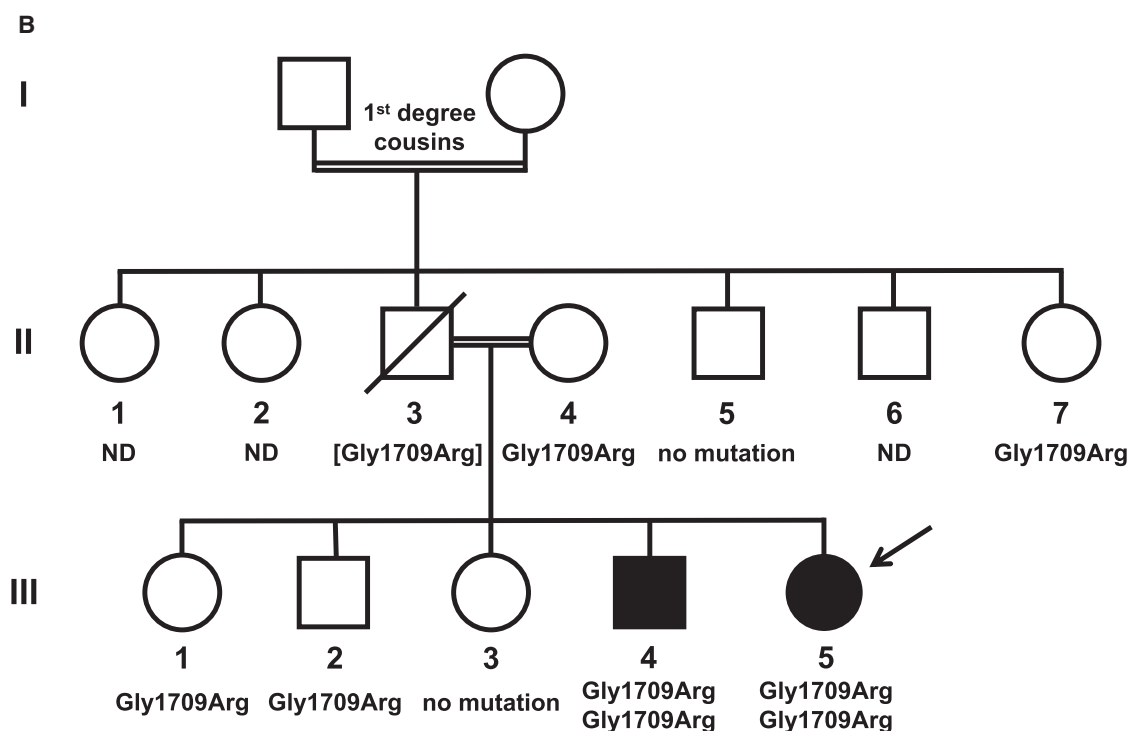 B
I
1st degree
cousins
II
1 2 3 4 5 6 7
ND ND [Gly1709Arg] Gly1709Arg no mutation ND Gly1709Arg
III
1 2 3 4 5
Gly1709Arg Gly1709Arg no mutation Gly1709Arg Gly1709Arg
Gly1709Arg Gly1709Arg